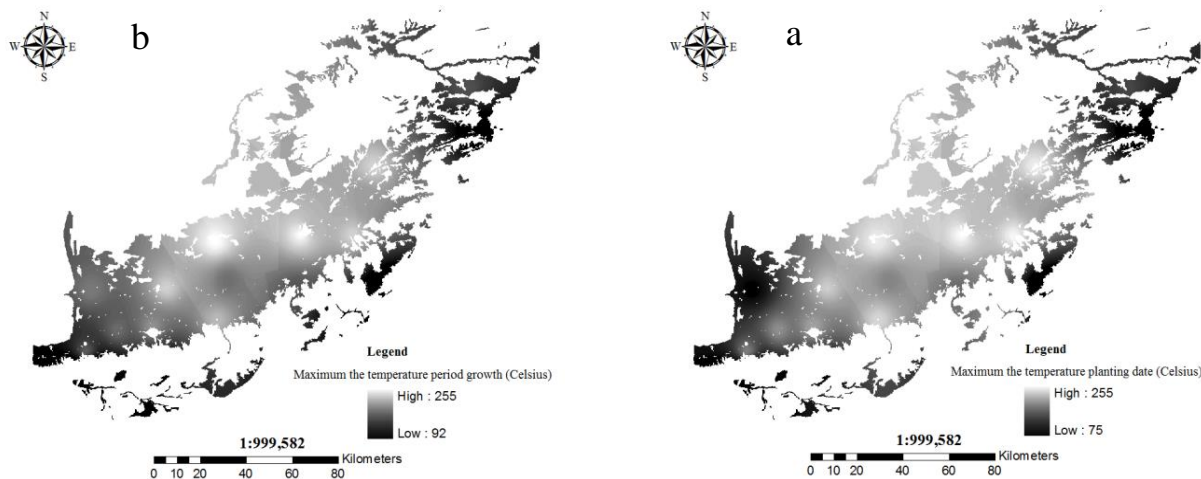 N
W E
S
b
Legend
Maximum the temperature period growth (Celsius)
High : 255
Low : 92
1:999,582
Kilometers
0 10 20 40 60 80
N
W E
S
a
Legend
Maximum the temperature planting date (Celsius)
High : 255
Low : 75
1:999,582
Kilometers
0 10 20 40 60 80